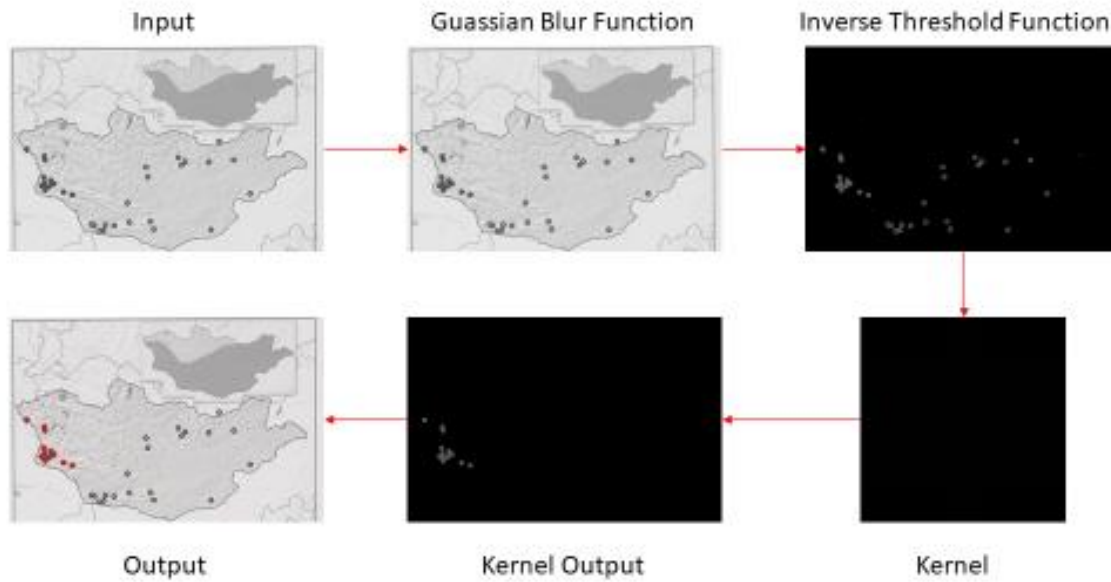 Input
Guassian Blur Function
Inverse Threshold Function
Output
Kernel Output
Kernel